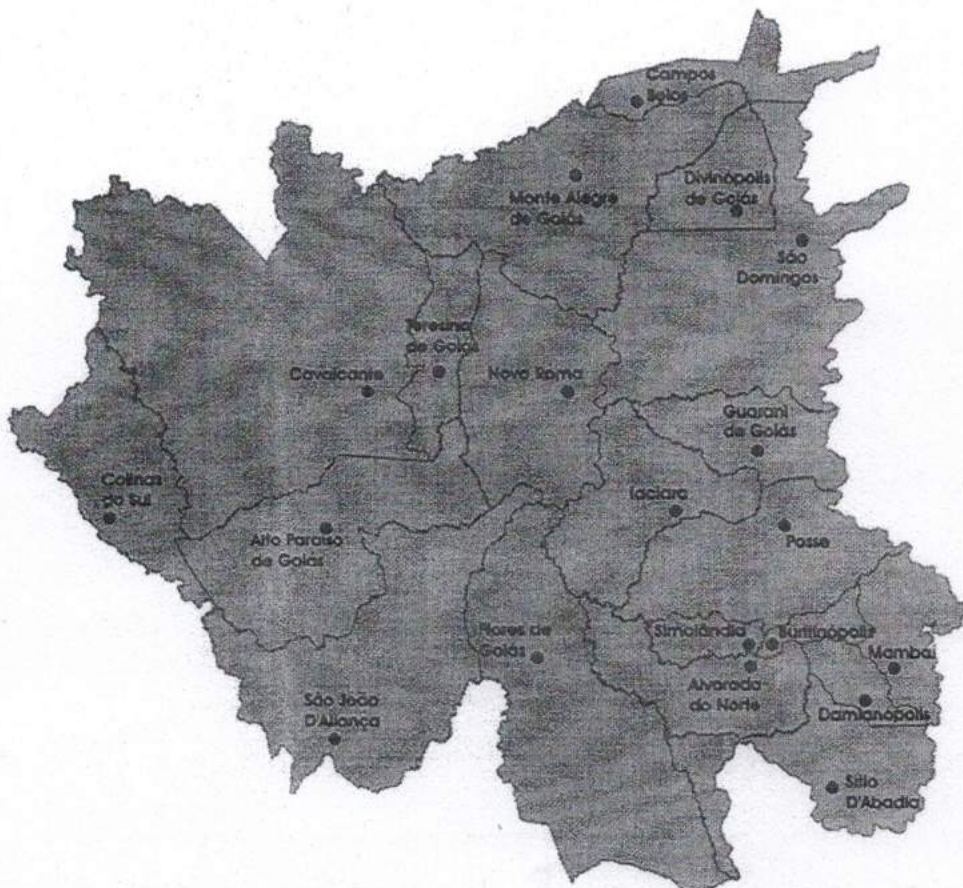 Campos
Belos
Monte Alegre
de Goiás
Divinópolis
de Goiás
São
Domingos
Teresina
de Goiás
Cavalcante
Nova Roma
Guarani
de Goiás
Colinas
do Sul
Iaciara
Alto Paraíso
de Goiás
Posse
Flores de
Goiás
Simolândia
Buritinópolis
Mambaí
Alvorada
do Norte
Damianópolis
São João
D'Aliança
Sítio
D'Abadia